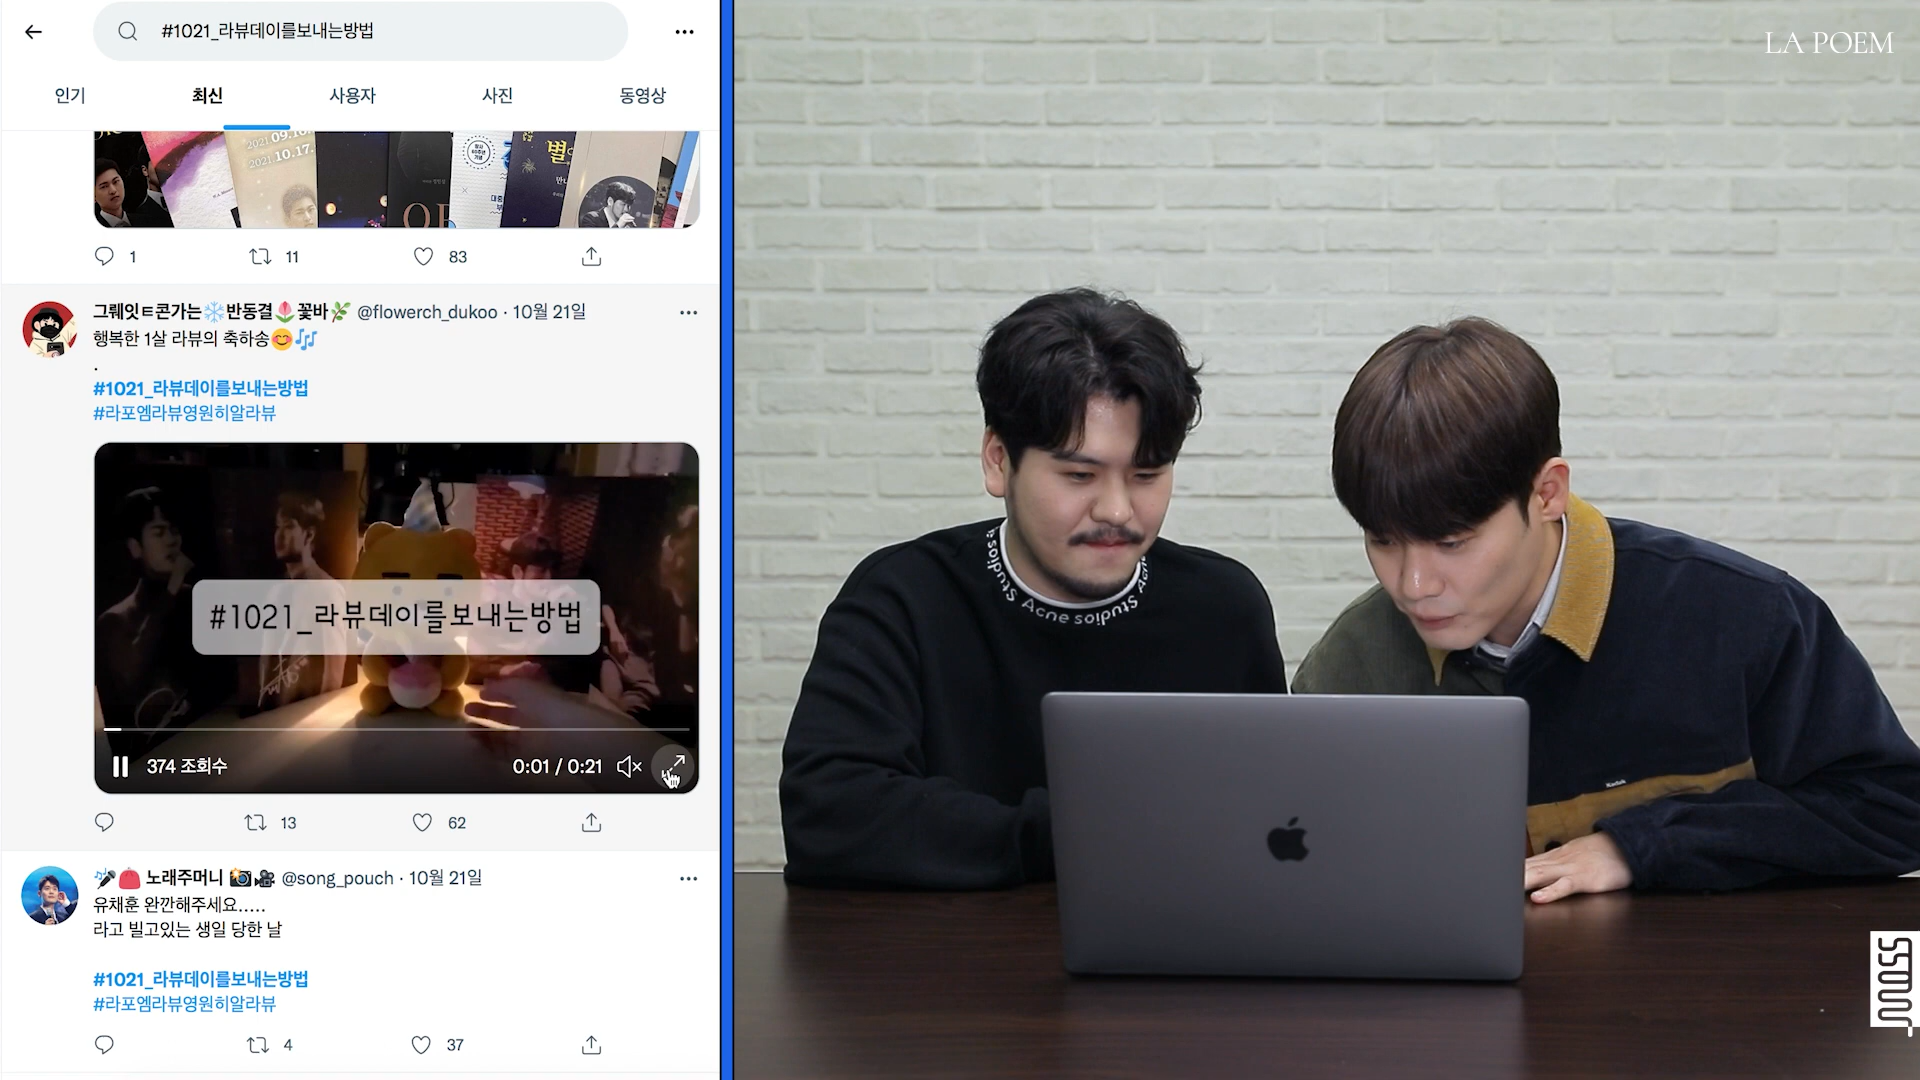 #1021_라뷰데이를보내는방법
LA POEM
인기
최신
사용자
사진
동영상
2021.10.17.
별
1
11
83
그뤠잇ㅌ콘가는❄️반동결🌷꽃바🌿 @flowerch_dukoo · 10월 21일
행복한 1살 라뷰의 축하송😊🎶
.
#1021_라뷰데이를보내는방법
#라포엠라뷰영원히알라뷰
#1021_라뷰데이를보내는방법
374 조회수
0:01 / 0:21
13
62
🎤👛 노래주머니 📸🎥 @song_pouch · 10월 21일
유채훈 완깐해주세요.....
라고 빌고있는 생일 당한 날
#1021_라뷰데이를보내는방법
#라포엠라뷰영원히알라뷰
4
37
Acne Studios